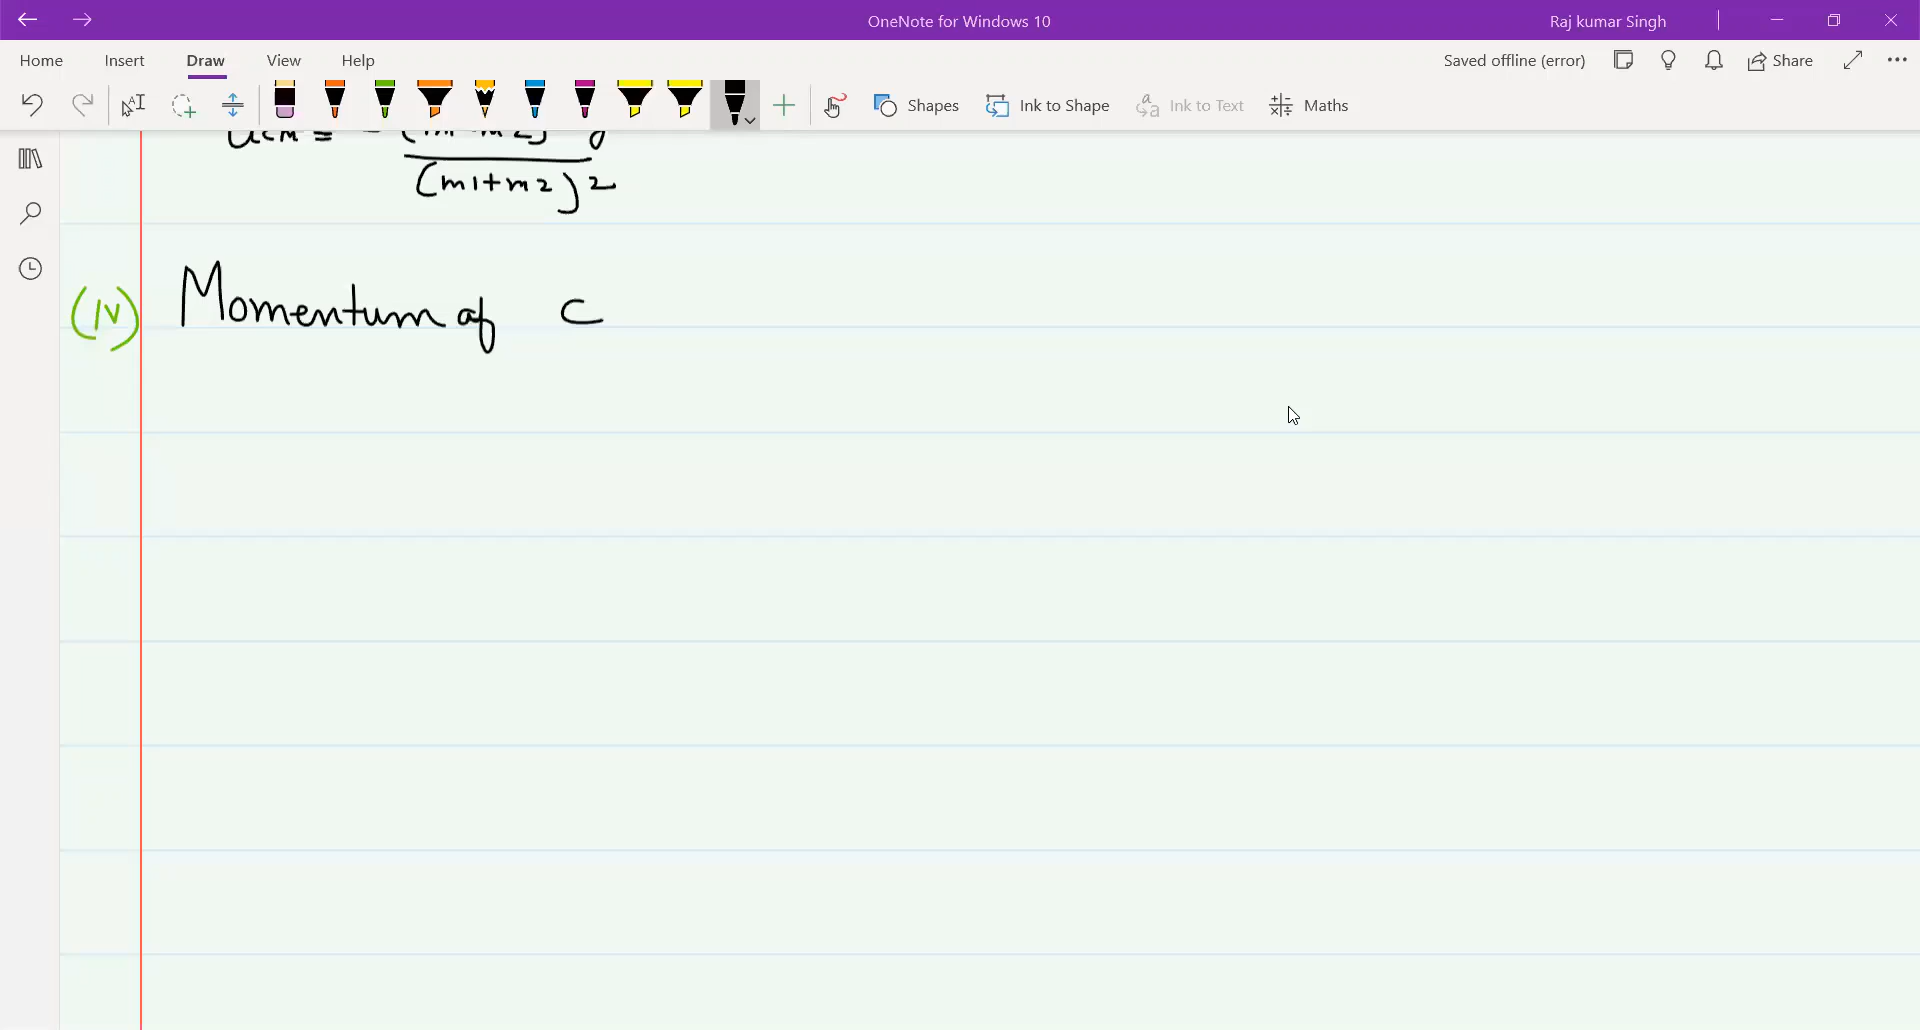 OneNote for Windows 10
Raj kumar Singh
Home Insert Draw View Help
Saved offline (error) Share
Shapes Ink to Shape Ink to Text Maths
(m1+m2)2
(IV) Momentum of C